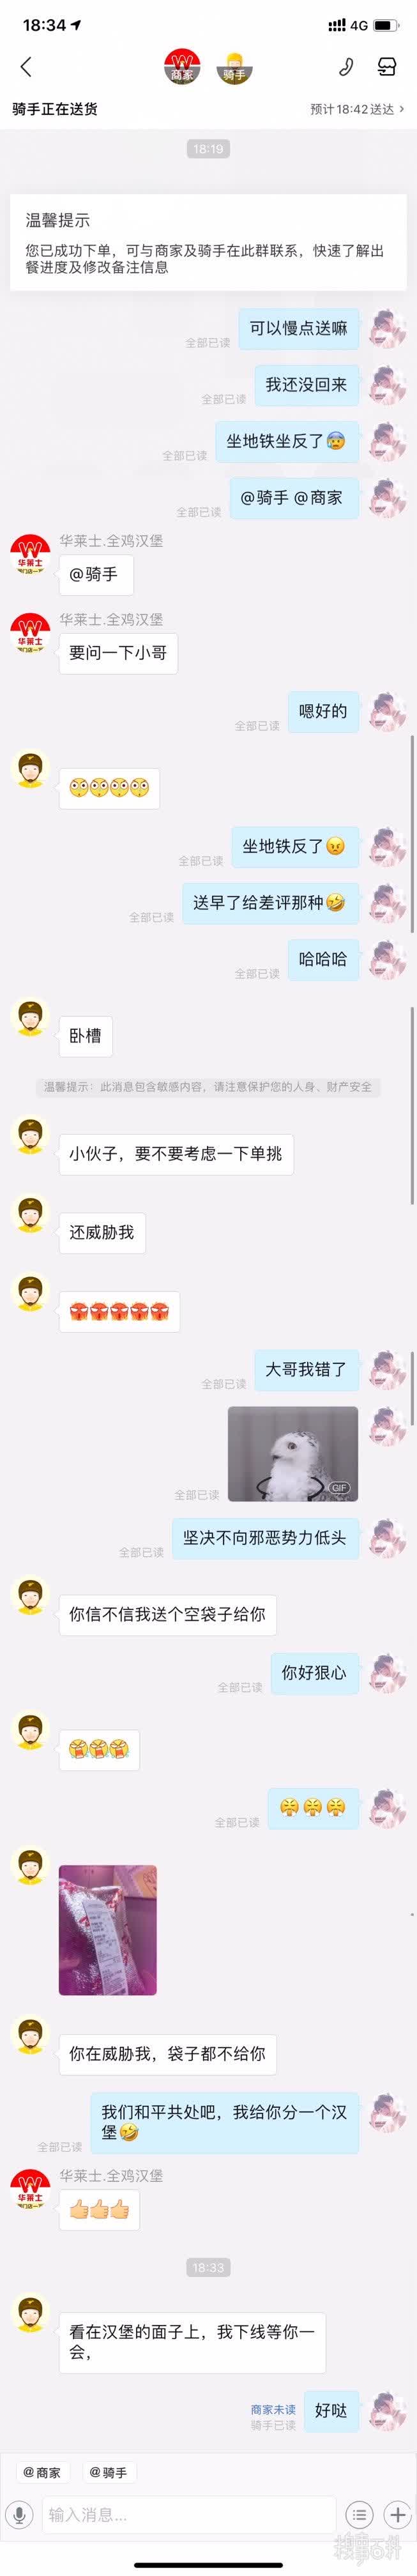 18:34
4G
商家
骑手
骑手正在送货
预计18:42送达 >
18:19
温馨提示
您已成功下单，可与商家及骑手在此群联系，快速了解出
餐进度及修改备注信息
可以慢点送嘛
全部已读
我还没回来
全部已读
坐地铁坐反了😰
全部已读
@骑手 @商家
全部已读
华莱士.全鸡汉堡
华莱士
@骑手
华莱士.全鸡汉堡
华莱士
要问一下小哥
嗯好的
全部已读
坐地铁反了😠
全部已读
送早了给差评那种🤣
全部已读
哈哈哈
全部已读
卧槽
温馨提示：此消息包含敏感内容，请注意保护您的人身、财产安全
小伙子，要不要考虑一下单挑
还威胁我
大哥我错了
全部已读
GIF
全部已读
坚决不向邪恶势力低头
全部已读
你信不信我送个空袋子给你
你好狠心
全部已读
😤😤😤
全部已读
你在威胁我，袋子都不给你
我们和平共处吧，我给你分一个汉
堡🤣
全部已读
华莱士.全鸡汉堡
华莱士
👍👍👍
18:33
看在汉堡的面子上，我下线等你一
会，
商家未读
骑手已读
好哒
@商家
@骑手
输入消息...
糗事百科